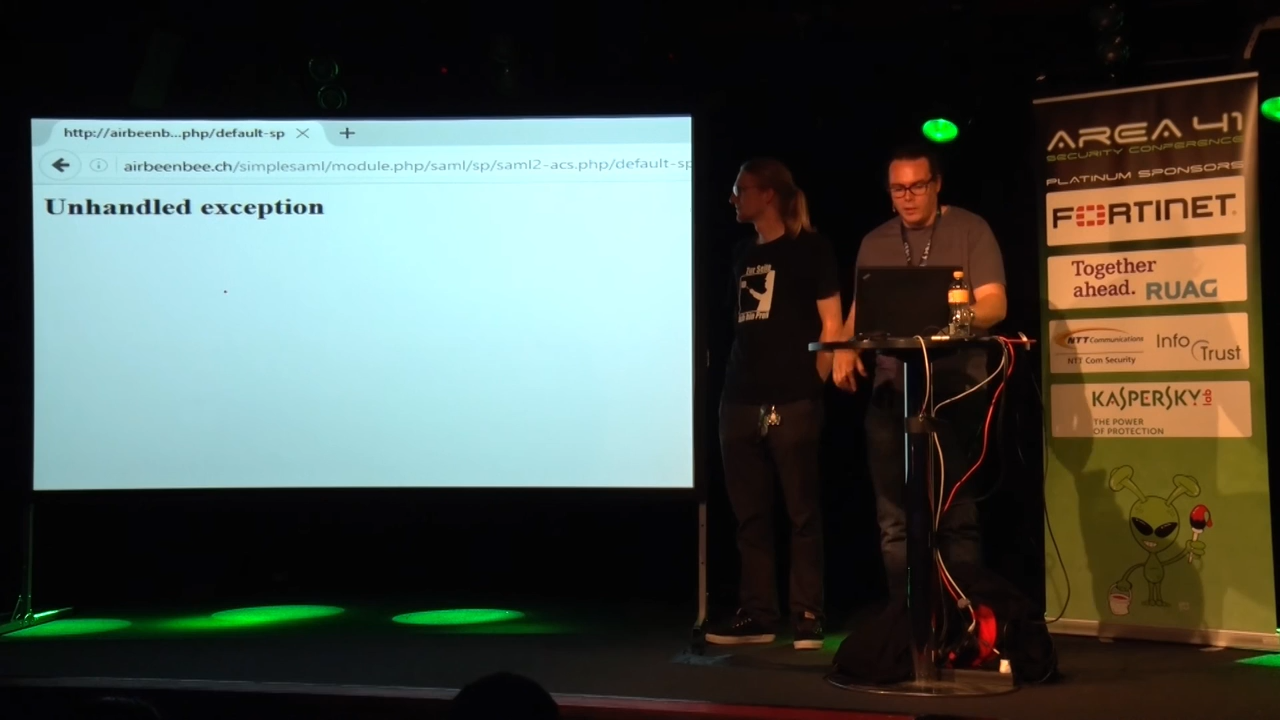 http://airbeenb...php/default-sp
airbeenbee.ch/simplesaml/module.php/saml/sp/saml2-acs.php/default-sp
Unhandled exception
AREA 41
SECURITY CONFERENCE
PLATINUM SPONSORS
FORTINET
Together
ahead. RUAG
NTT Communications
NTT Com Security
Info
Trust
KASPERSKY lab
THE POWER
OF PROTECTION